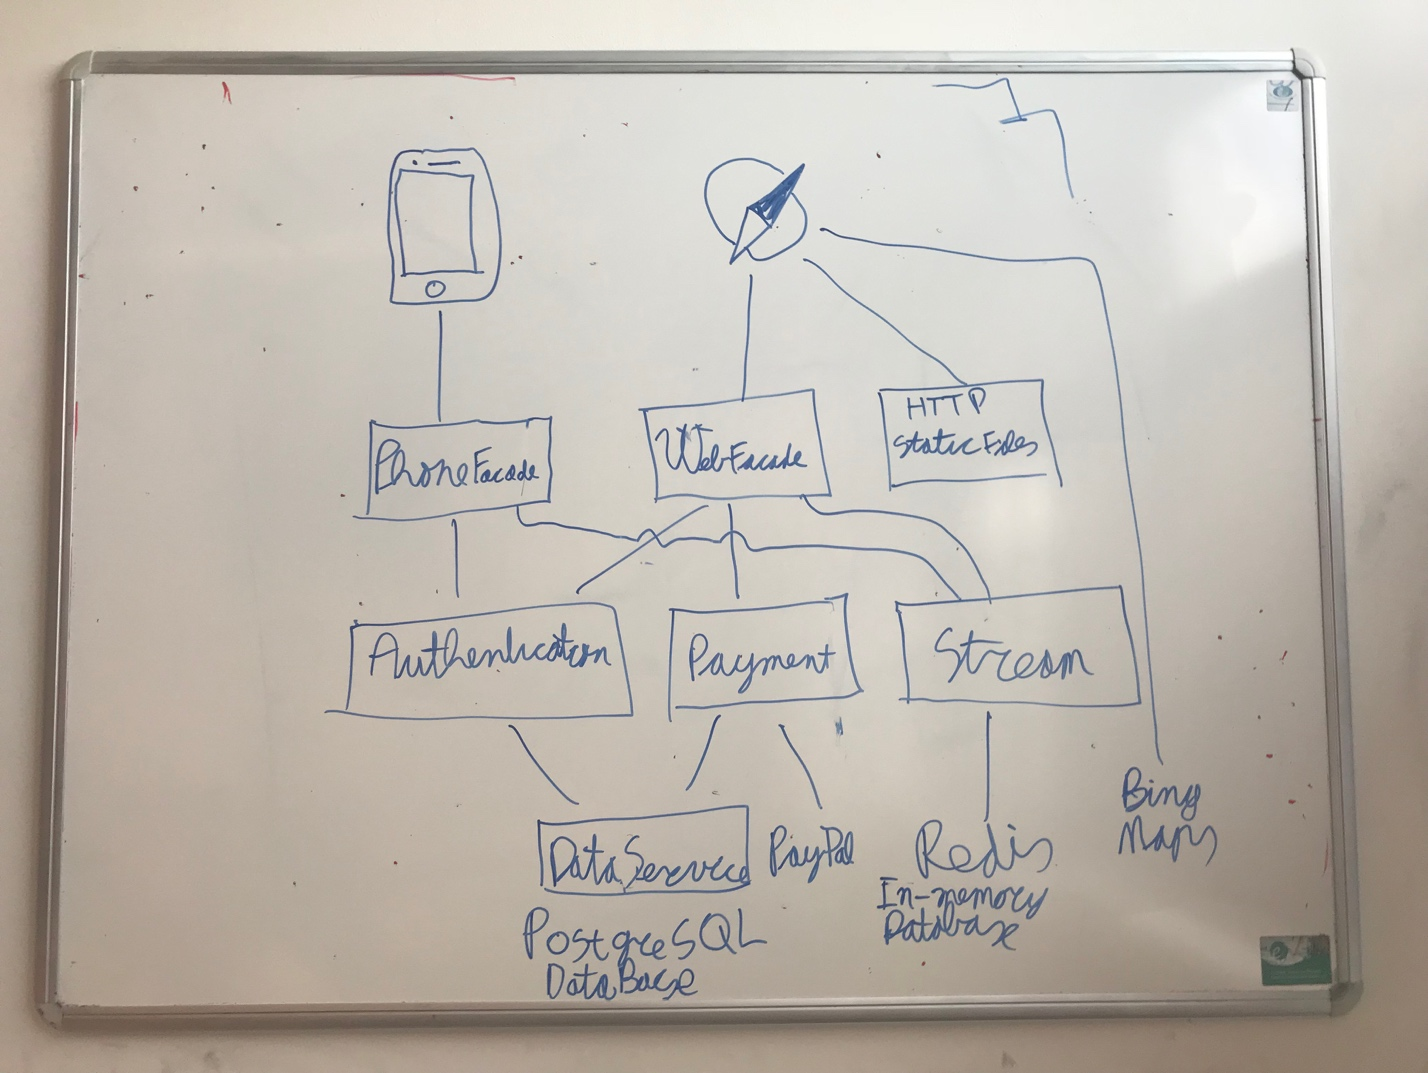 HTTP
Static Files
PhoneFacade
WebFacade
Authentication
Payment
Stream
Bing
Maps
DataService
PayPal
Redis
In-memory
Database
PostgreSQL
DataBase